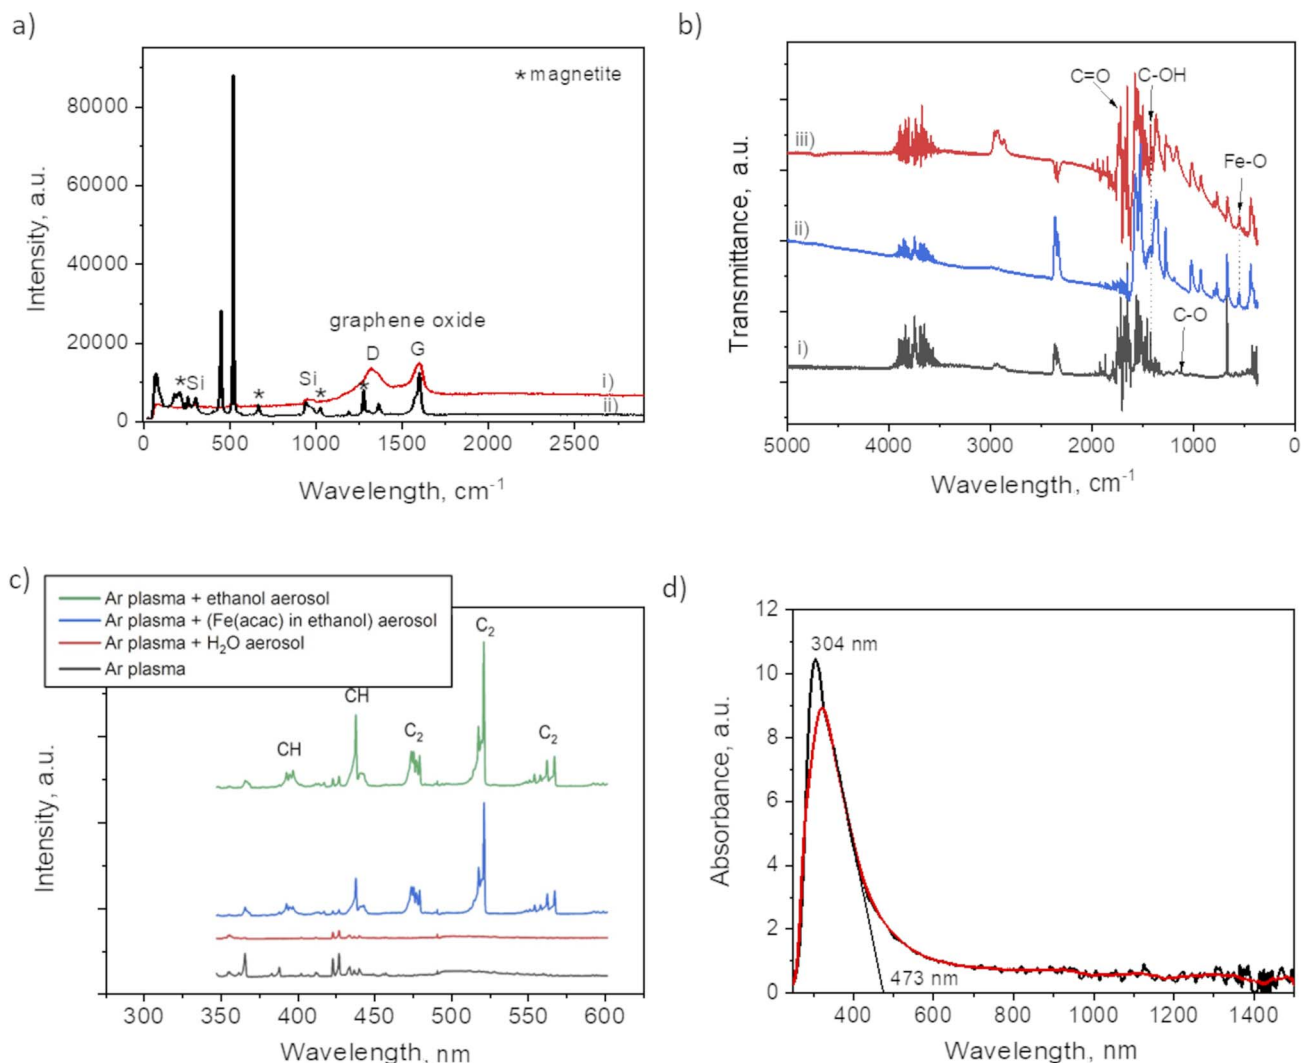 a)
* magnetite
graphene oxide
D
G
*
Si
*
Si
*
*
i)
ii)
80000
60000
40000
20000
0
0
500
1000
1500
2000
2500
Intensity, a.u.
Wavelength, cm-1
b)
C=O
C-OH
iii)
Fe-O
ii)
C-O
i)
5000
4000
3000
2000
1000
0
Transmittance, a.u.
Wavelength, cm-1
c)
Ar plasma + ethanol aerosol
Ar plasma + (Fe(acac) in ethanol) aerosol
Ar plasma + H2O aerosol
Ar plasma
C2
CH
C2
C2
CH
300
350
400
450
500
550
600
Intensity, a.u.
Wavelength, nm
d)
12
10
8
6
4
2
0
304 nm
473 nm
400
600
800
1000
1200
1400
Absorbance, a.u.
Wavelength, nm